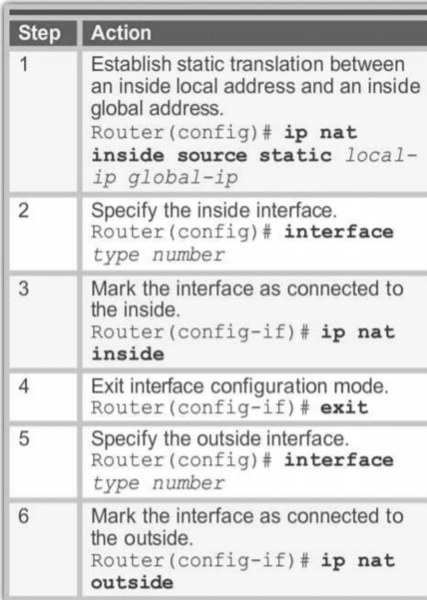 Step Action
1 Establish static translation between
an inside local address and an inside
global address.
Router(config)# ip nat
inside source static local-
ip global-ip
2 Specify the inside interface.
Router(config)# interface
type number
3 Mark the interface as connected to
the inside.
Router(config-if)# ip nat
inside
4 Exit interface configuration mode.
Router(config-if)# exit
5 Specify the outside interface.
Router(config)# interface
type number
6 Mark the interface as connected to
the outside.
Router(config-if)# ip nat
outside